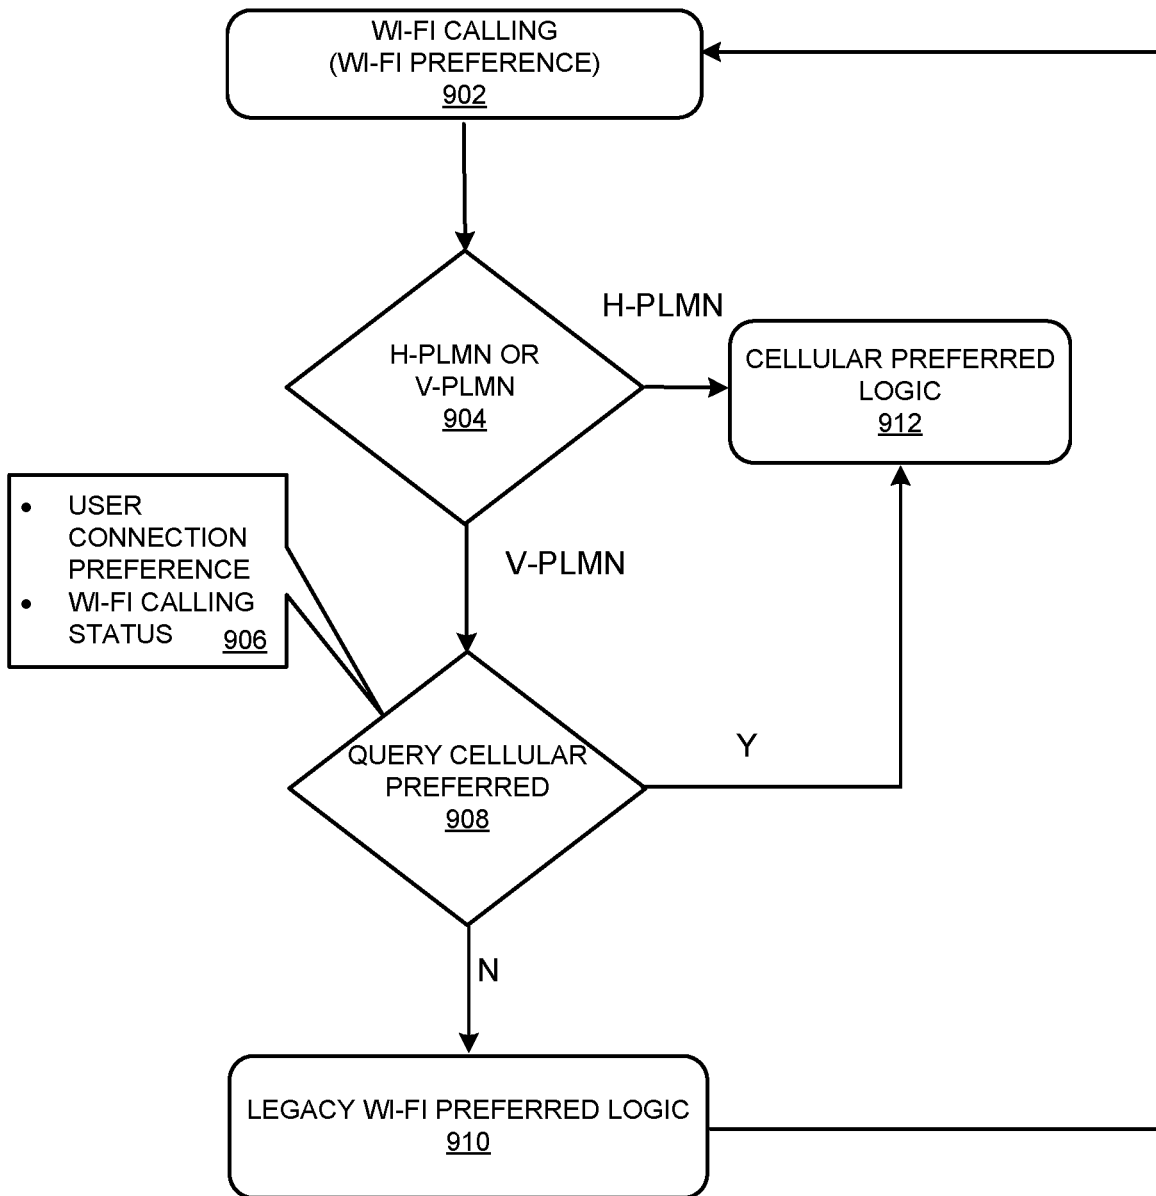 WI-FI CALLING
(WI-FI PREFERENCE)
902
H-PLMN
H-PLMN OR
V-PLMN
904
CELLULAR PREFERRED
LOGIC
912
• USER
CONNECTION
PREFERENCE
• WI-FI CALLING
STATUS 906
V-PLMN
QUERY CELLULAR
PREFERRED
908
Y
N
LEGACY WI-FI PREFERRED LOGIC
910